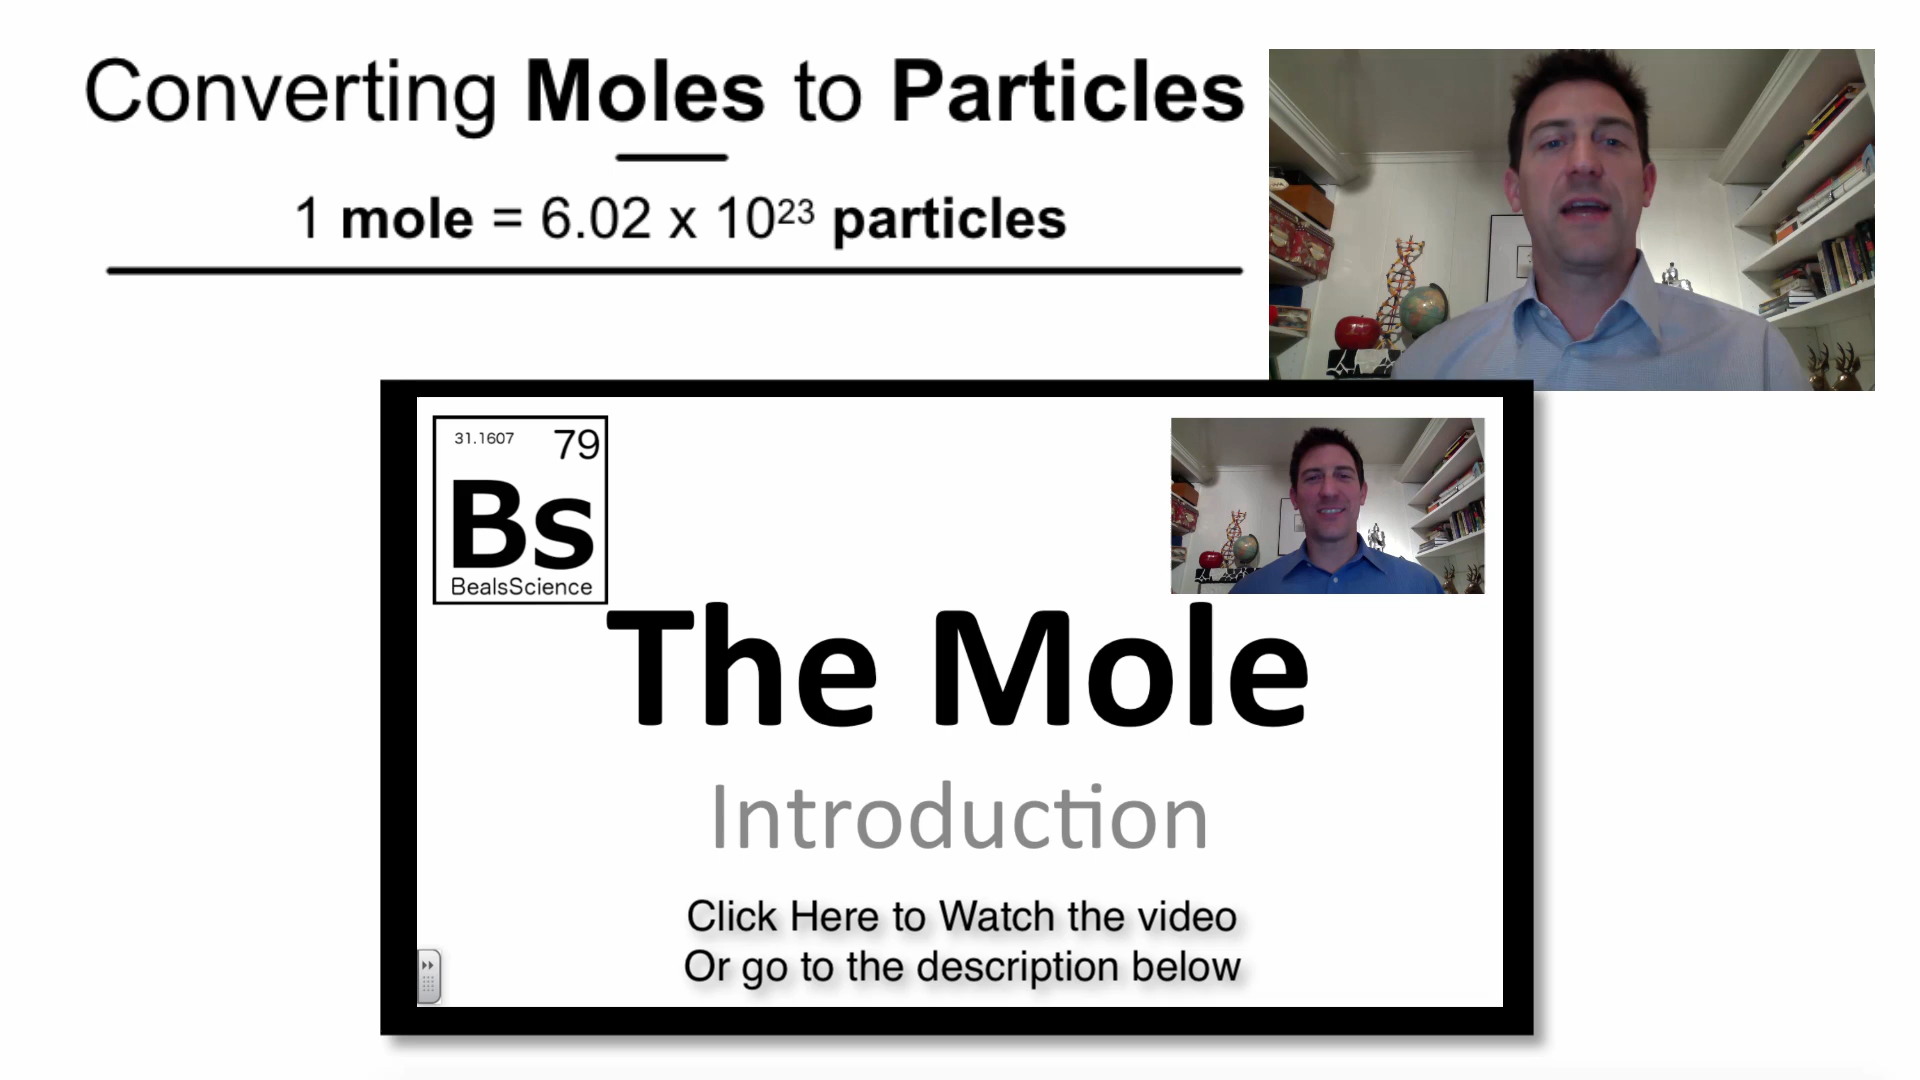 Converting Moles to Particles
1 mole = 6.02 x 10²³ particles
31.1607 79
Bs
BealsScience
The Mole
Introduction
Click Here to Watch the video
Or go to the description below